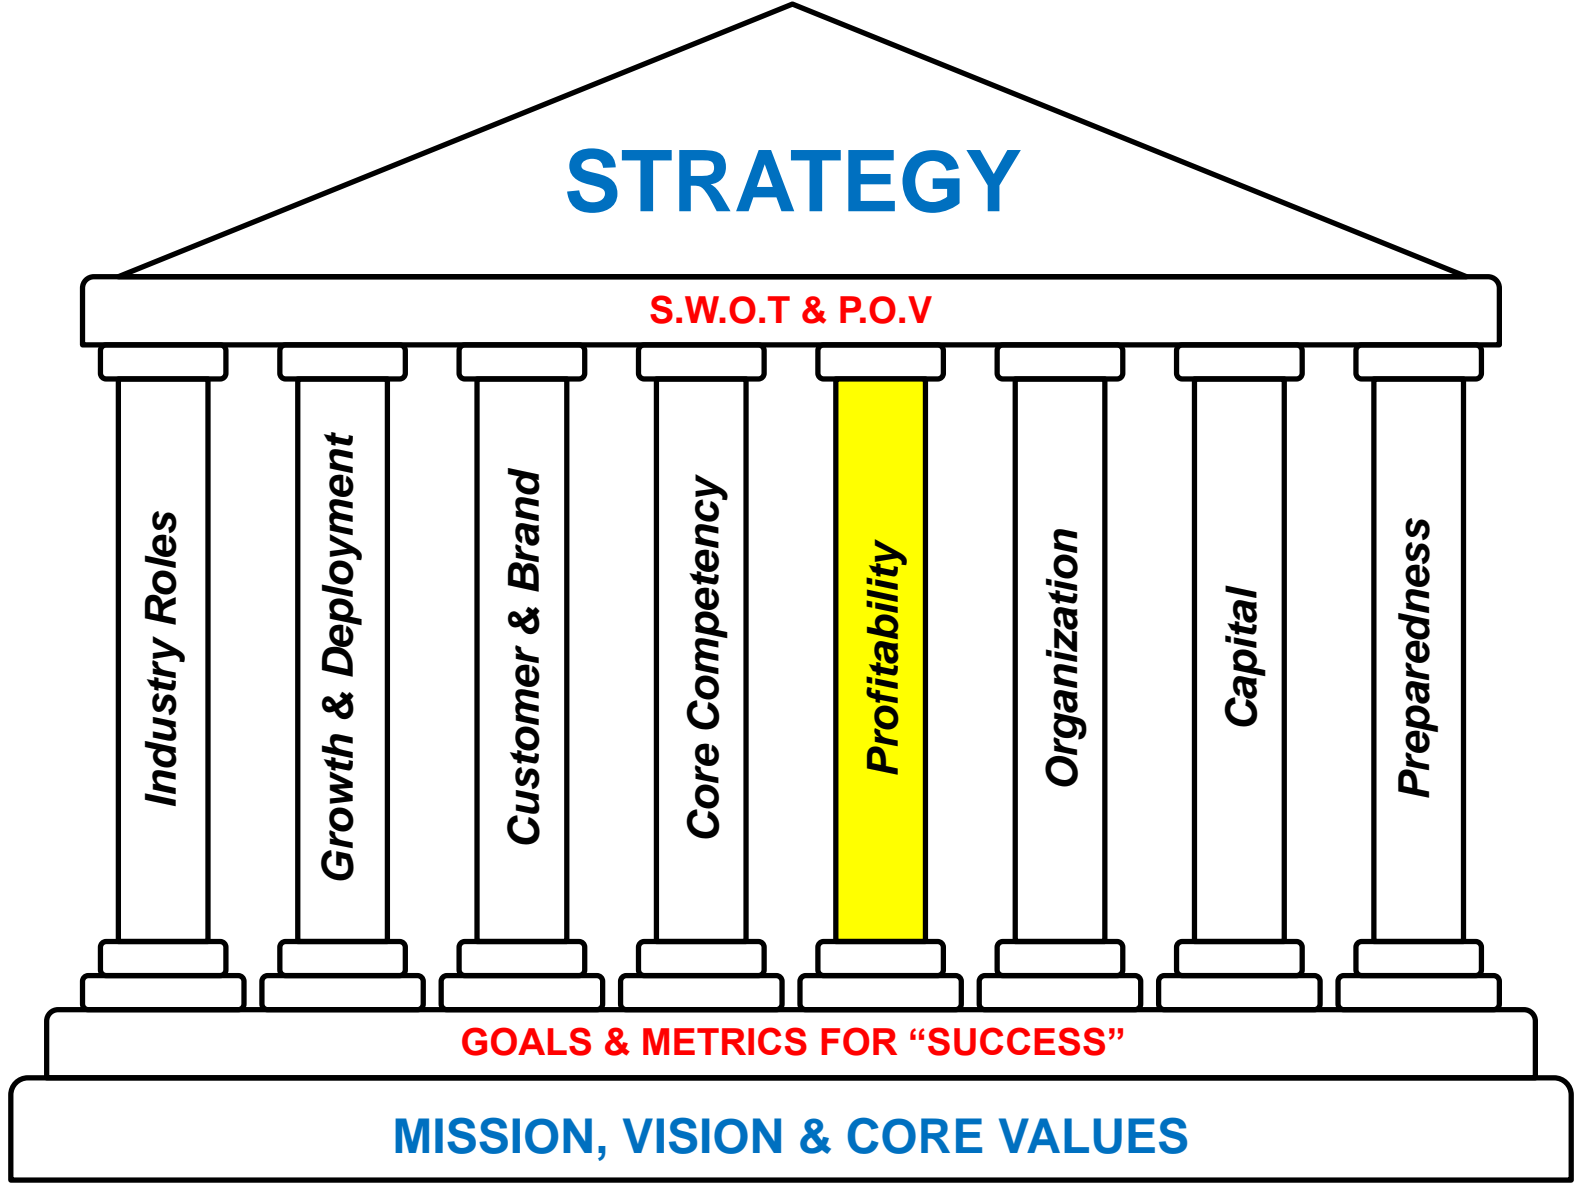 STRATEGY
S.W.O.T & P.O.V
Industry Roles
Growth & Deployment
Customer & Brand
Core Competency
Profitability
Organization
Capital
Preparedness
GOALS & METRICS FOR “SUCCESS”
MISSION, VISION & CORE VALUES